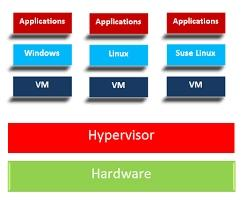 Applications Applications Applications
Windows Linux Suse Linux
VM VM VM
Hypervisor
Hardware